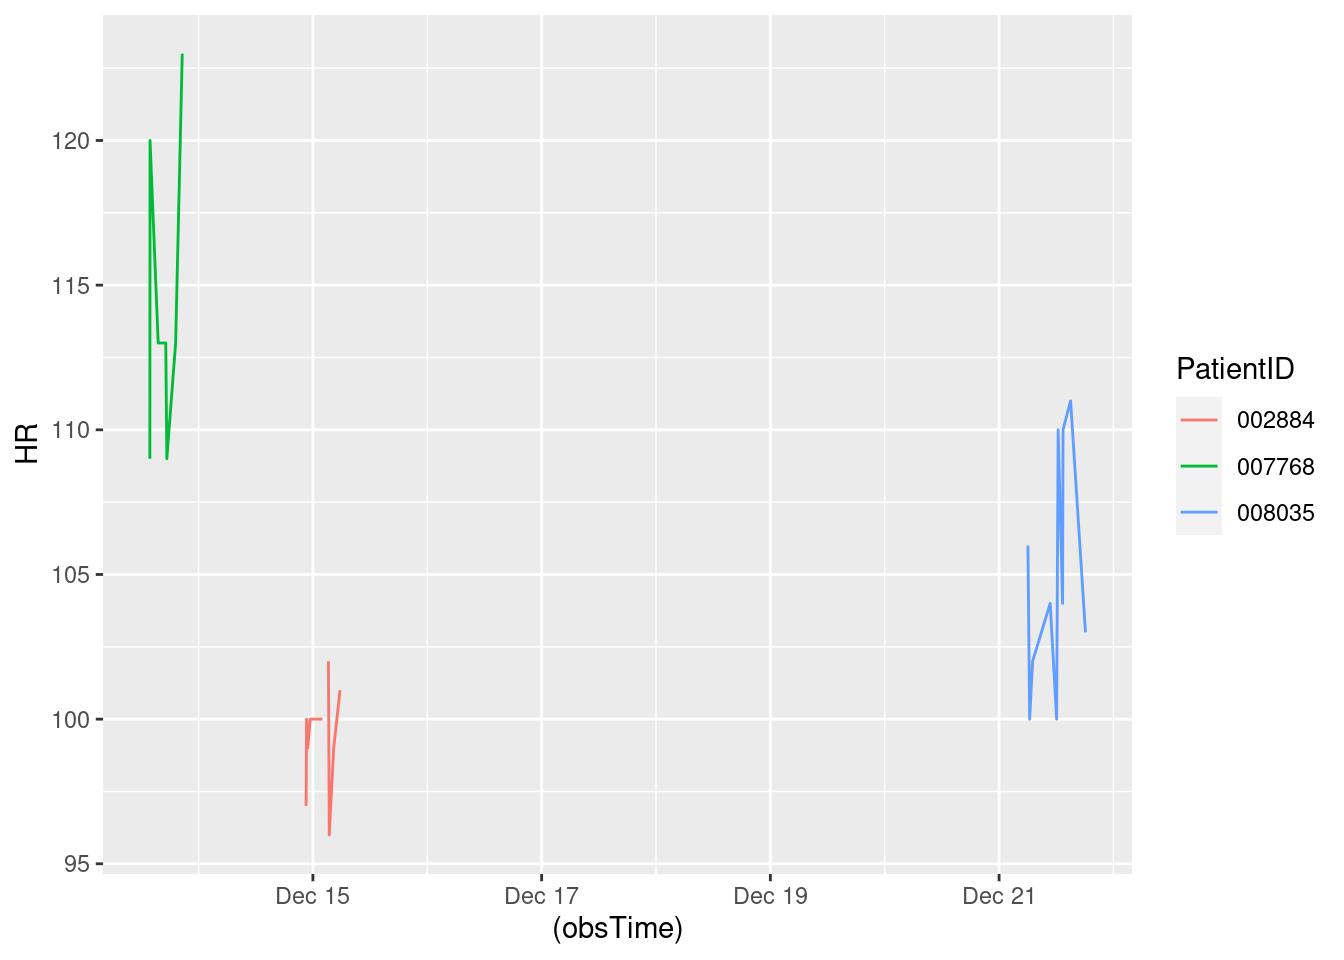 120
115
110
105
100
95
HR
Dec 15
Dec 17
Dec 19
Dec 21
(obsTime)
PatientID
002884
007768
008035